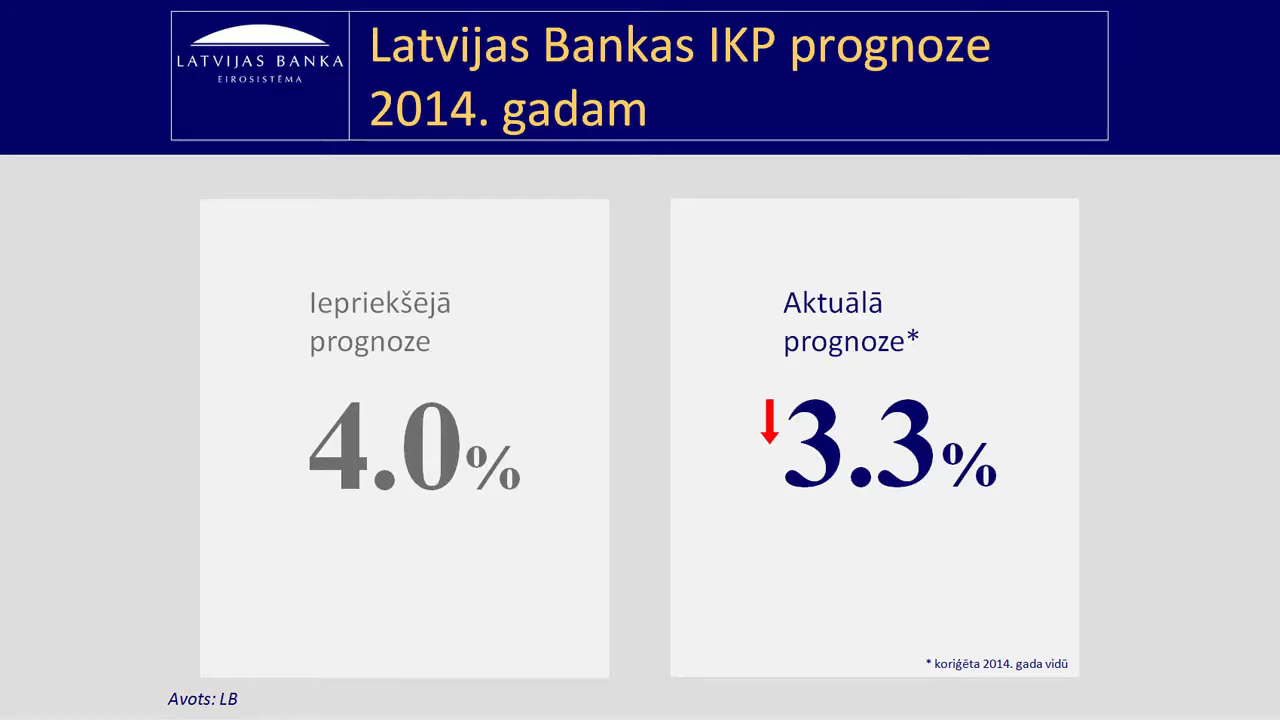 LATVIJAS BANKA
EIROSISTĒMA
Latvijas Bankas IKP prognoze
2014. gadam
Iepriekšējā
prognoze
4.0%
Aktuālā
prognoze*
3.3%
* koriģēta 2014. gada vidū
Avots: LB